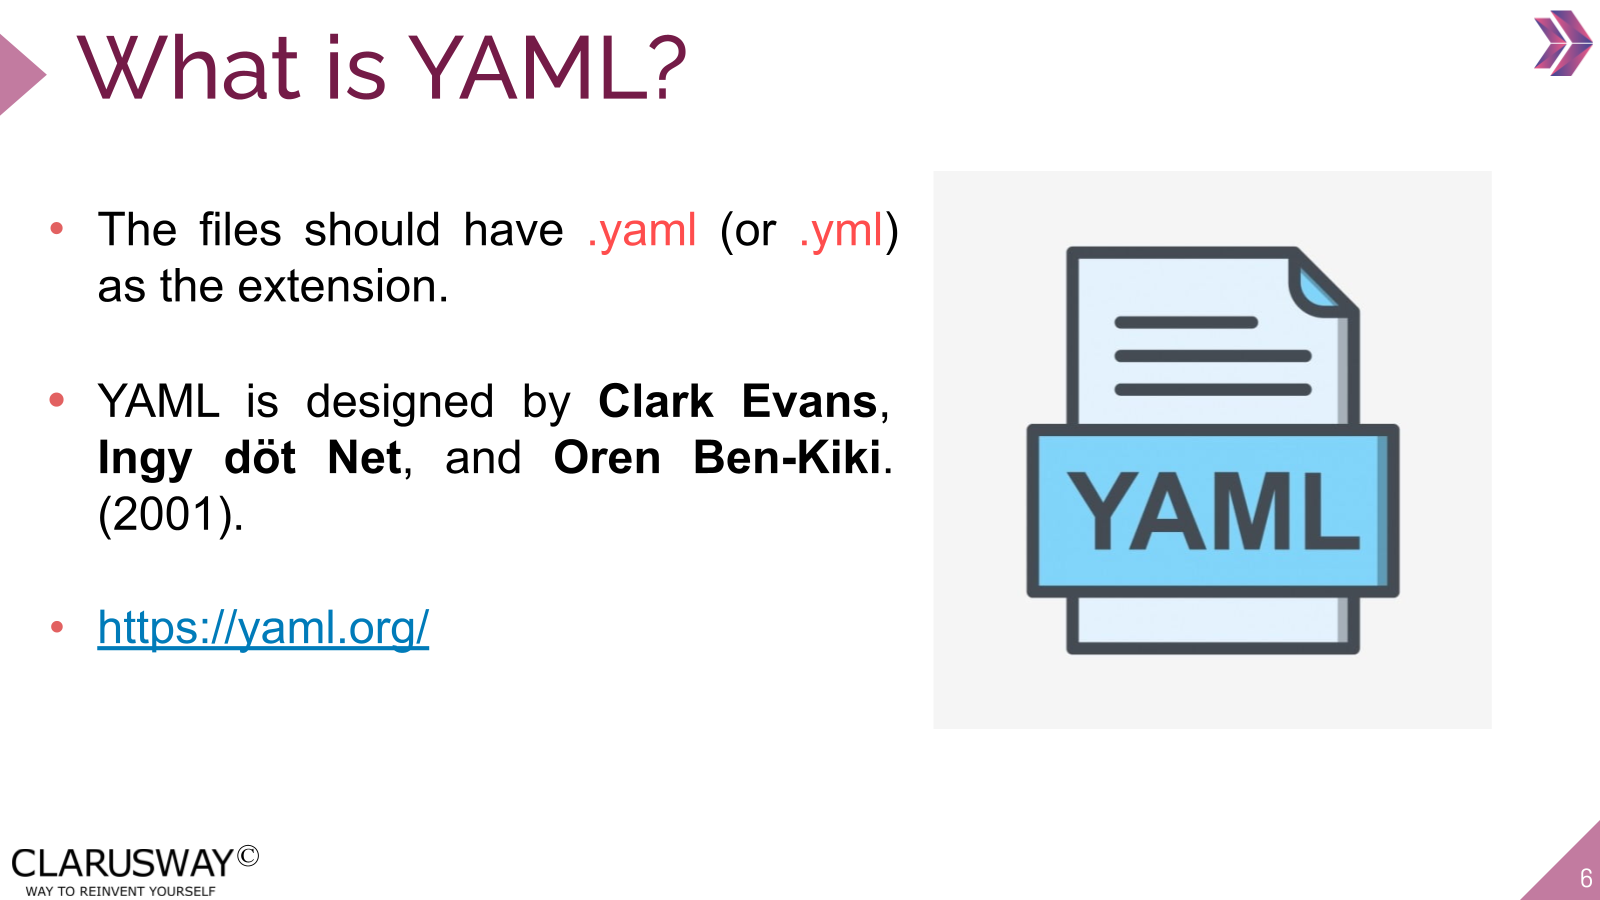 What is YAML?
• The files should have .yaml (or .yml)
as the extension.
• YAML is designed by Clark Evans,
Ingy döt Net, and Oren Ben-Kiki.
(2001).
• https://yaml.org/
YAML
CLARUSWAY©
WAY TO REINVENT YOURSELF
6